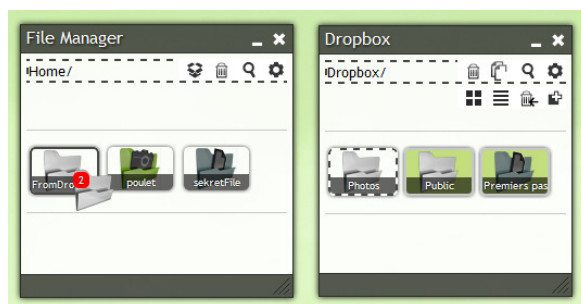 File Manager
Home/
FromDro
2
poulet
sekretFile
Dropbox
Dropbox/
Photos
Public
Premiers pas